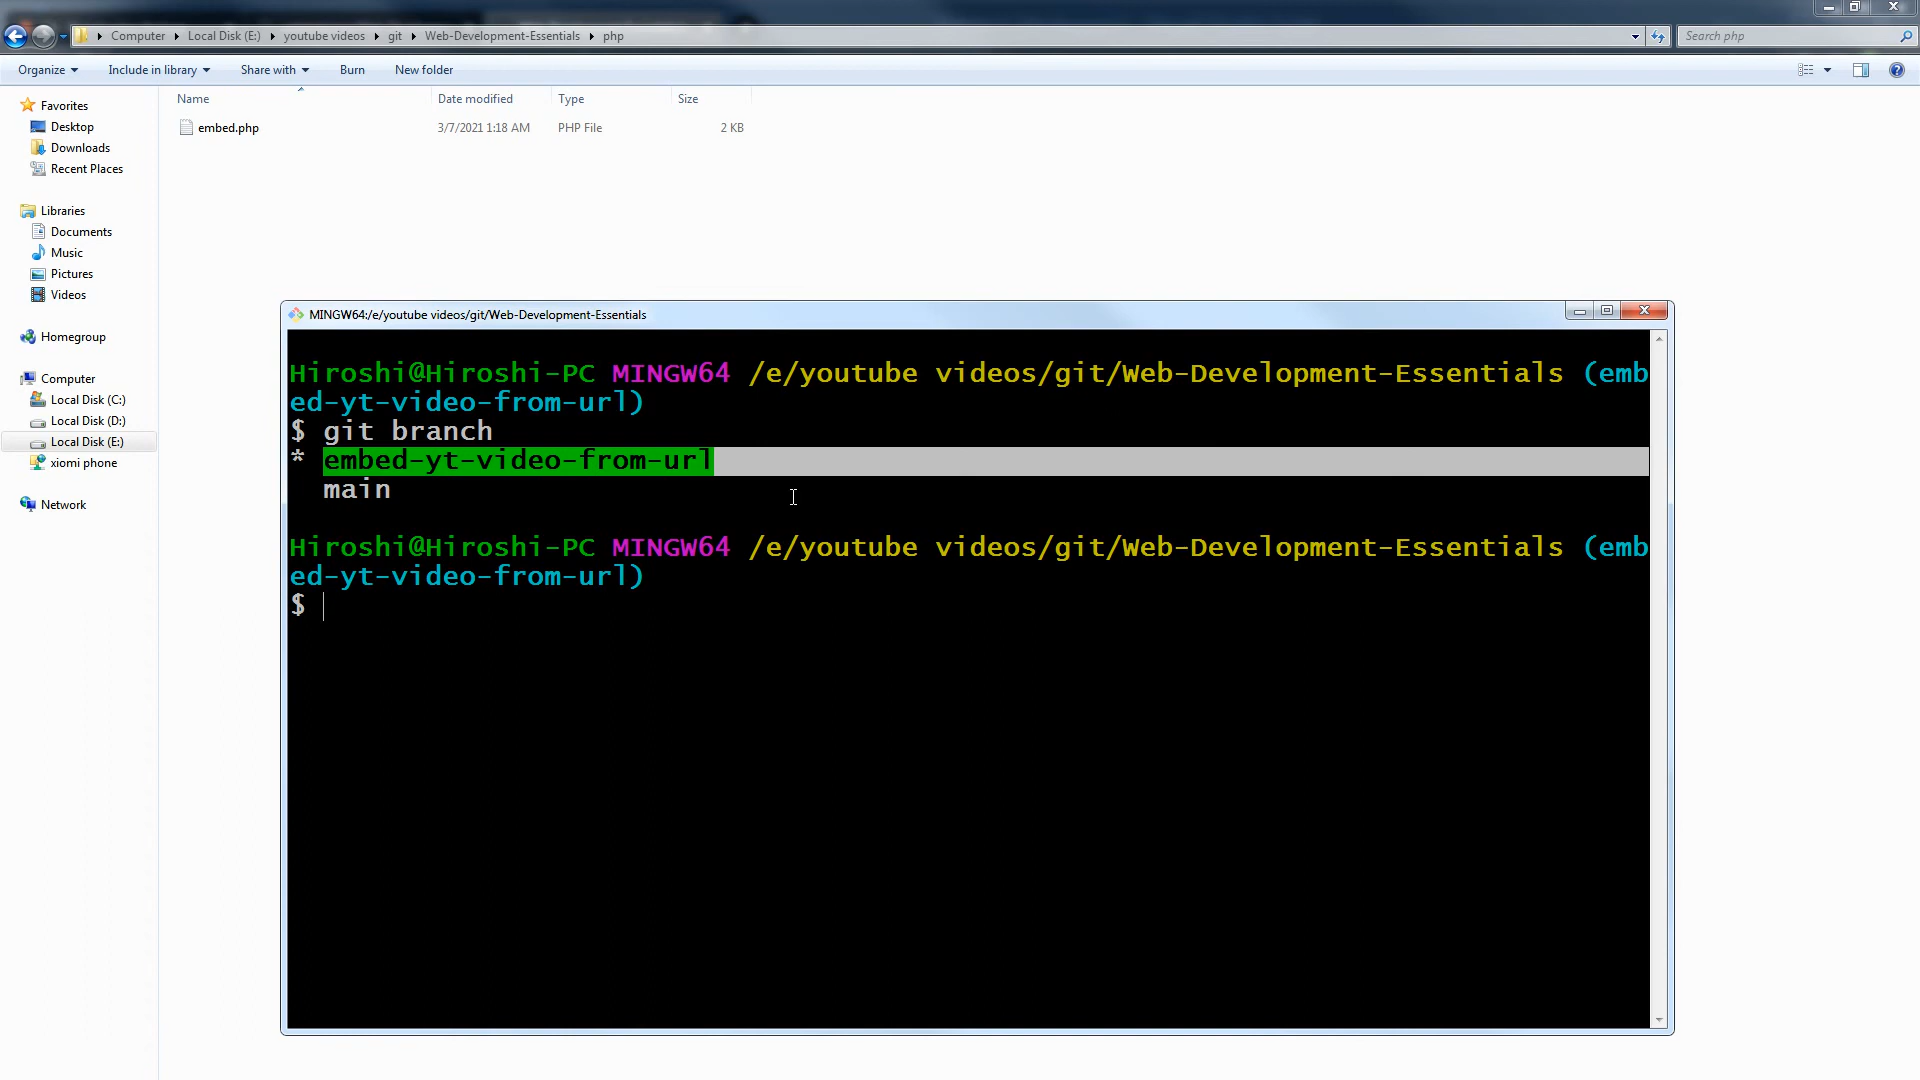 Computer Local Disk (E:) youtube videos git Web-Development-Essentials php Search php
Organize Include in library Share with Burn New folder
Name Date modified Type Size
embed.php 3/7/2021 1:18 AM PHP File 2 KB
Favorites
Desktop
Downloads
Recent Places
Libraries
Documents
Music
Pictures
Videos
Homegroup
Computer
Local Disk (C:)
Local Disk (D:)
Local Disk (E:)
xiomi phone
Network
MINGW64:/e/youtube videos/git/Web-Development-Essentials
Hiroshi@Hiroshi-PC MINGW64 /e/youtube videos/git/Web-Development-Essentials (emb
ed-yt-video-from-url)
$ git branch
* embed-yt-video-from-url
main
Hiroshi@Hiroshi-PC MINGW64 /e/youtube videos/git/Web-Development-Essentials (emb
ed-yt-video-from-url)
$